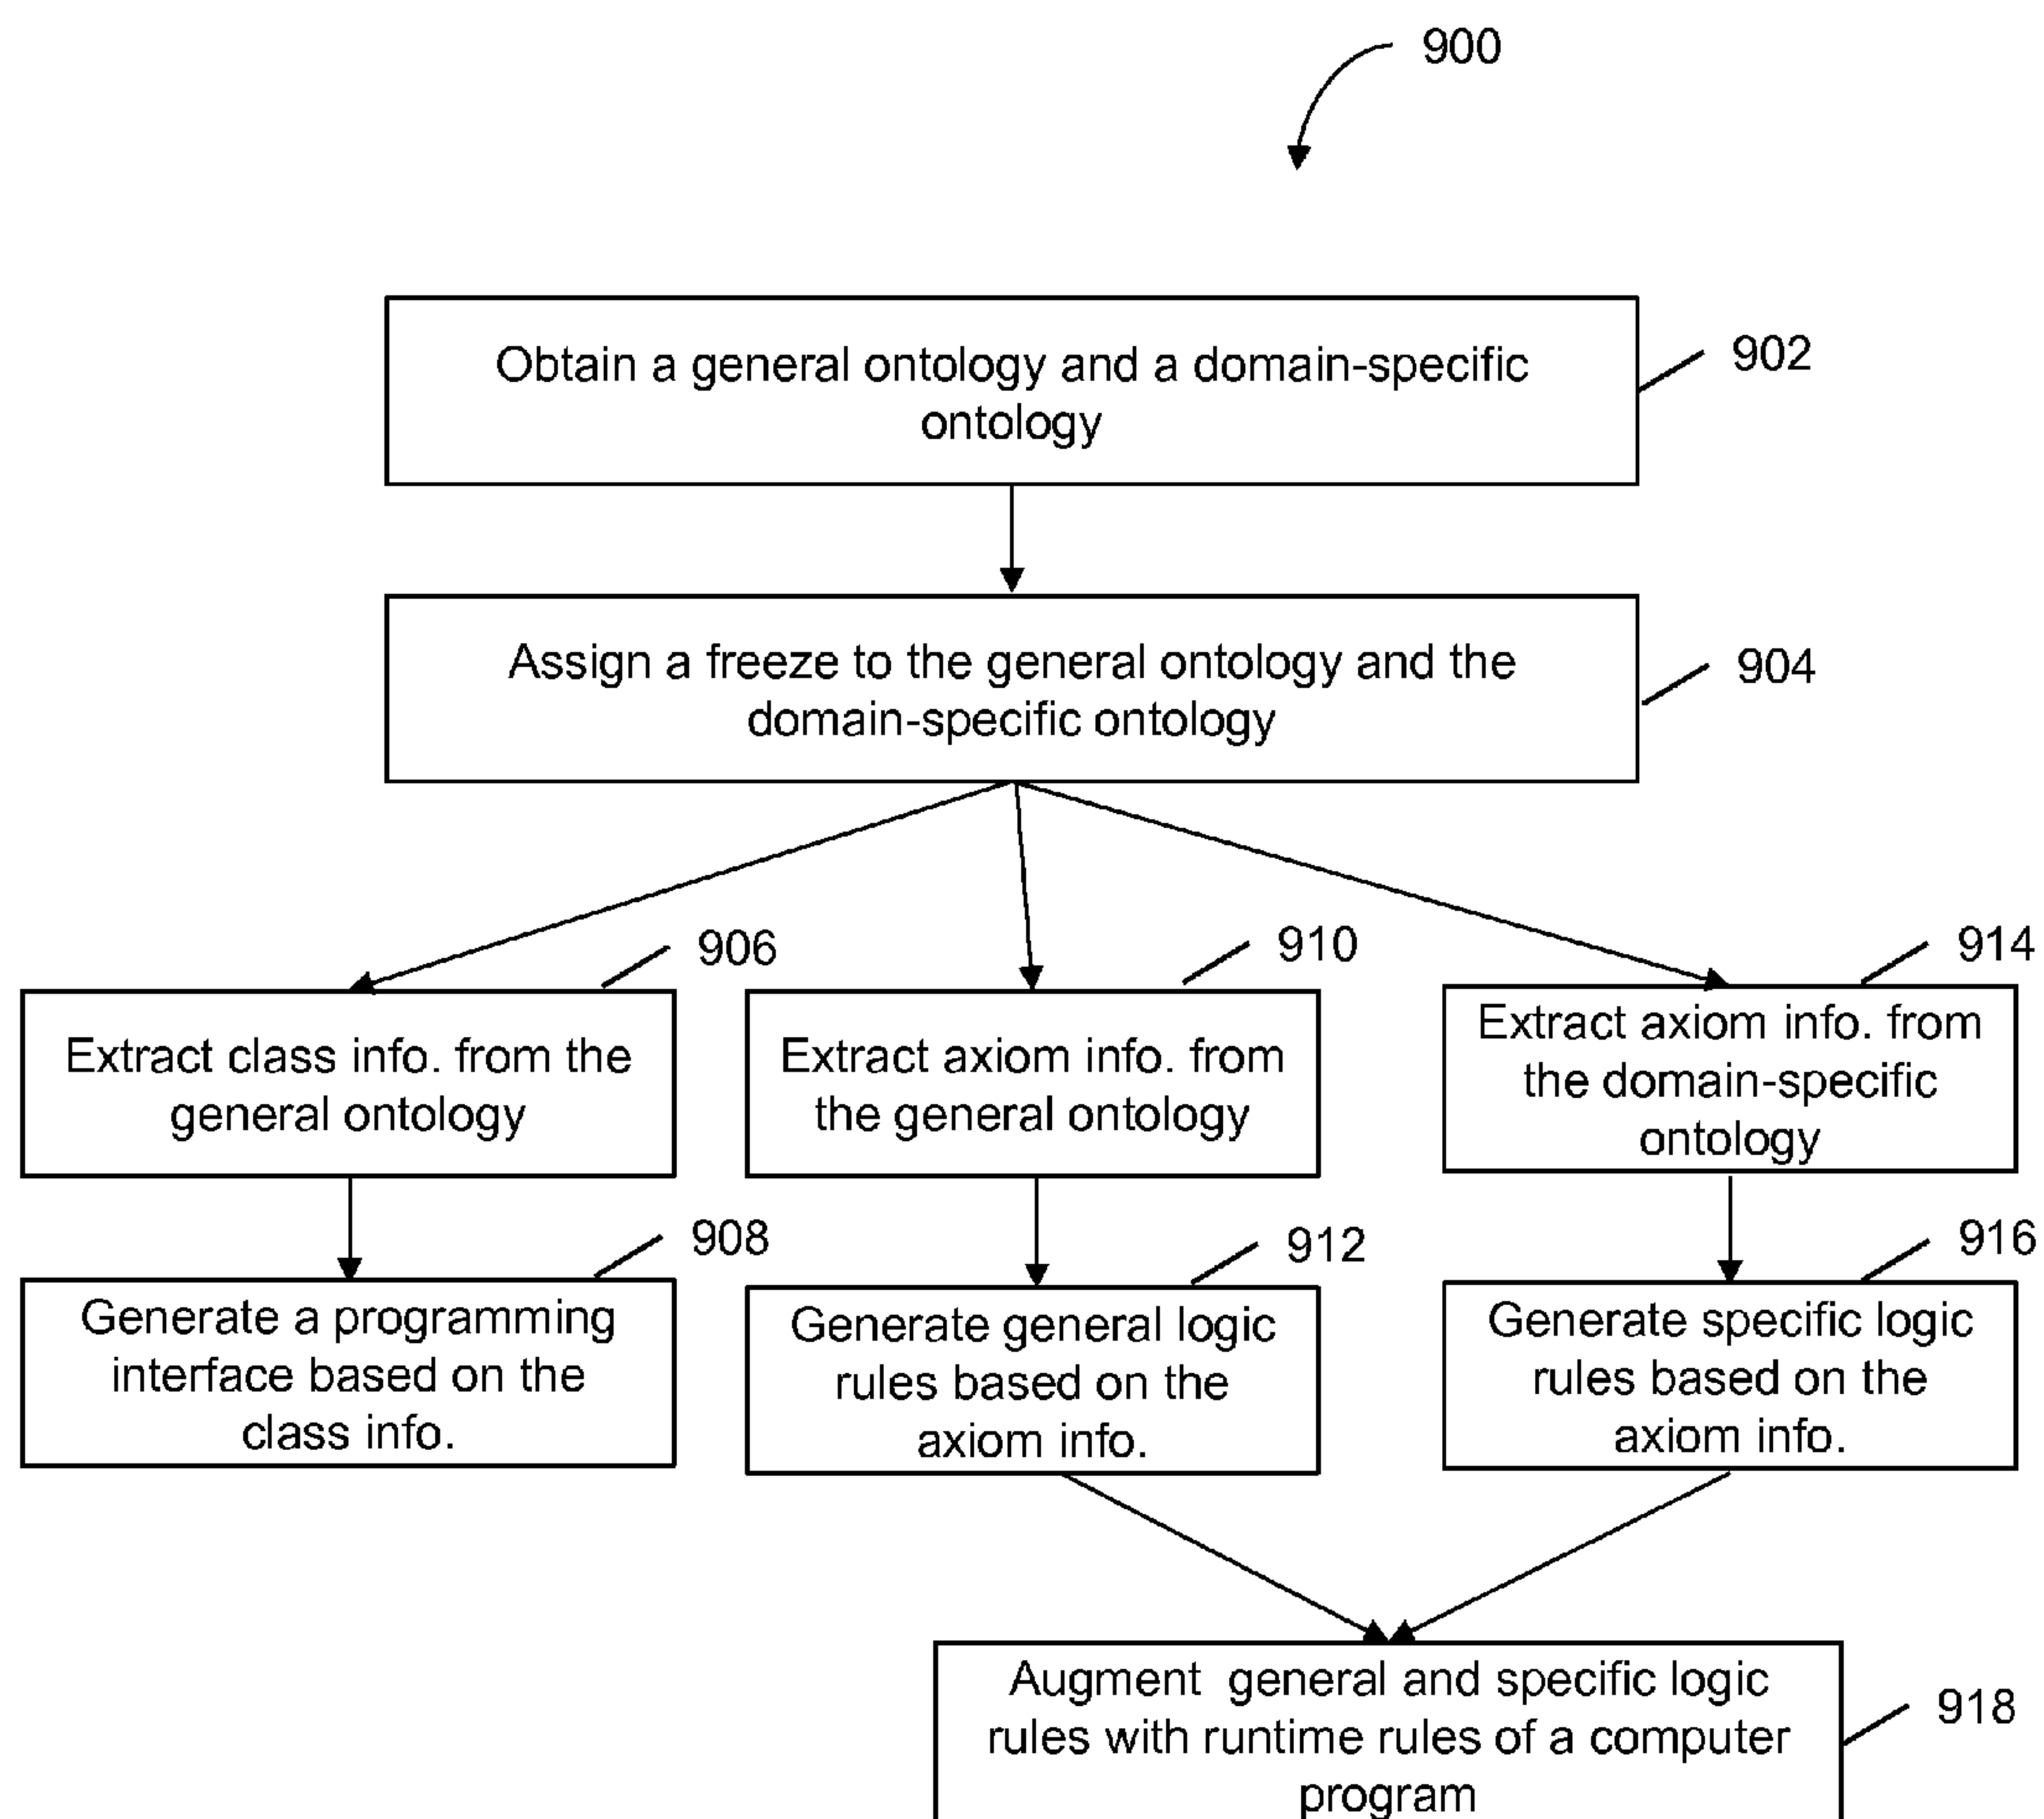 900
Obtain a general ontology and a domain-specific
ontology
902
Assign a freeze to the general ontology and the
domain-specific ontology
904
906
Extract class info. from the
general ontology
910
Extract axiom info. from
the general ontology
914
Extract axiom info. from
the domain-specific
ontology
908
Generate a programming
interface based on the
class info.
912
Generate general logic
rules based on the
axiom info.
916
Generate specific logic
rules based on the
axiom info.
Augment general and specific logic
rules with runtime rules of a computer
program
918